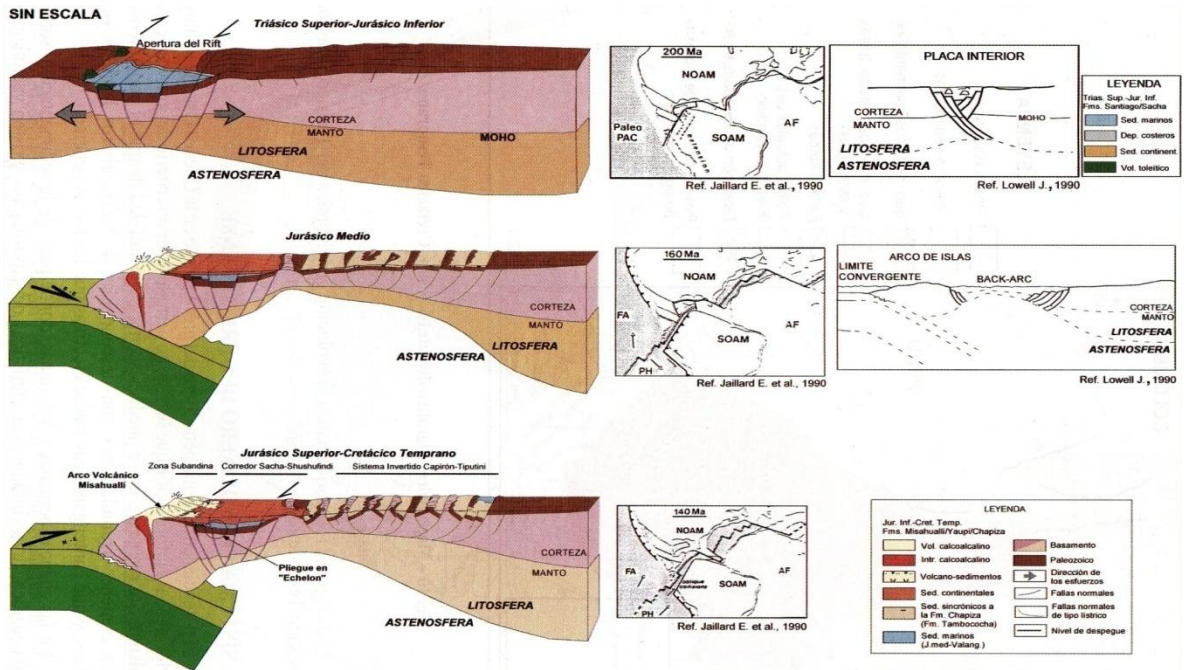 SIN ESCALA
Triásico Superior-Jurásico Inferior
Apertura del Rift
CORTEZA
MANTO
MOHO
LITOSFERA
ASTENOSFERA
200 Ma
NOAM
Paleo
PAC
SOAM
AF
Ref. Jaillard E. et al., 1990
PLACA INTERIOR
CORTEZA
MANTO
MOHO
LITOSFERA
ASTENOSFERA
Ref. Lowell J., 1990
LEYENDA
Trias. Sup.-Jur. Inf.
Fms. Santiago/Sacha
Sed. marinos
Dep. costeros
Sed. continent.
Vol. toleitico
Jurásico Medio
CORTEZA
MANTO
LITOSFERA
ASTENOSFERA
160 Ma
NOAM
FA
SOAM
AF
PH
Ref. Jaillard E. et al., 1990
ARCO DE ISLAS
LIMITE
CONVERGENTE
BACK-ARC
CORTEZA
MANTO
LITOSFERA
ASTENOSFERA
Ref. Lowell J., 1990
Jurásico Superior-Cretácico Temprano
Zona Subandina
Corredor Sacha-Shushufindi
Sistema Invertido Capirón-Tiputini
Arco Volcánico
Misahuallí
Pliegue en
"Echelon"
CORTEZA
MANTO
LITOSFERA
ASTENOSFERA
140 Ma
NOAM
FA
SOAM
AF
PH
Ref. Jaillard E. et al., 1990
LEYENDA
Jur. Inf.-Cret. Temp.
Fms. Misahualli/Yaupi/Chapiza
Vol. calcoalcalino
Intr. calcoalcalino
Volcano-sedimentos
Sed. continentales
Sed. sincrónicos a
la Fm. Chapiza
(Fm. Tambococha)
Sed. marinos
(J.med-Valang.)
Basamento
Paleozoico
Dirección de
los esfuerzos
Fallas normales
Fallas normales
de tipo lístrico
Nivel de despegue